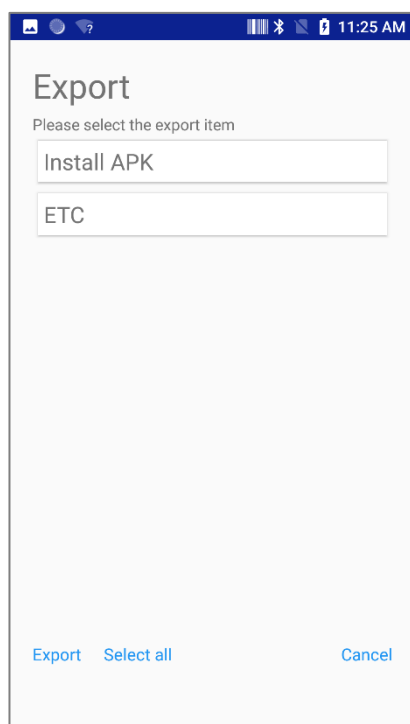 11:25 AM
Export
Please select the export item
Install APK
ETC
Export Select all Cancel